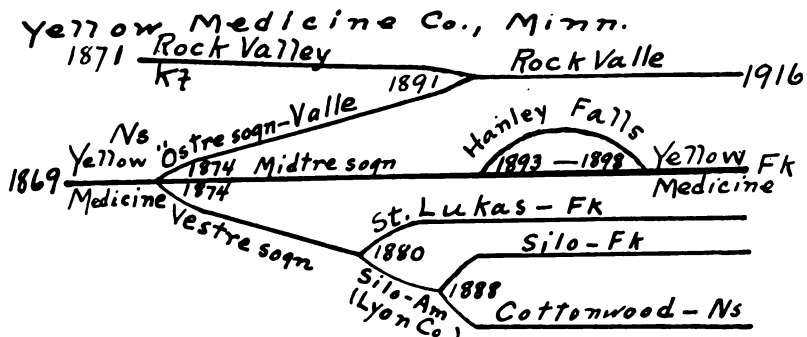 Yellow Medicine Co., Minn.
1871 Rock Valley
K7
1891
Rock Valle
1916
Ns
"Östre sogn-Valle
Hanley Falls
Yellow
1874
Midtre sogn
1893 — 1898
Yellow
Fk
1869
Medicine
1874
Medicine
Vestre sogn
St. Lukas – Fk
1880
Silo – Fk
Silo-Am
(Lyon Co.)
1888
Cottonwood – Ns